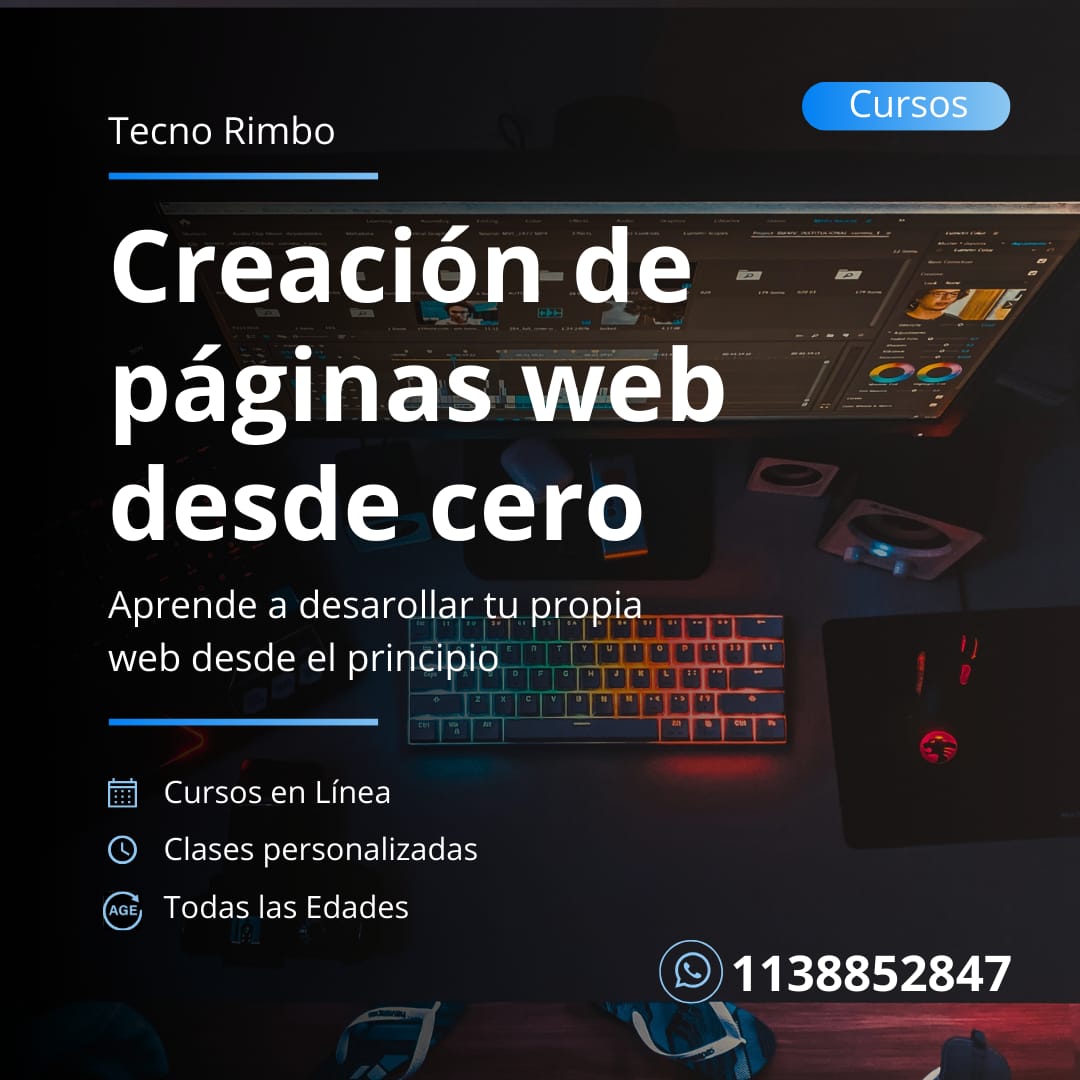 Cursos
Tecno Rimbo
Creación de
páginas web
desde cero
Aprende a desarollar tu propia
web desde el principio
Cursos en Línea
Clases personalizadas
AGE
Todas las Edades
1138852847